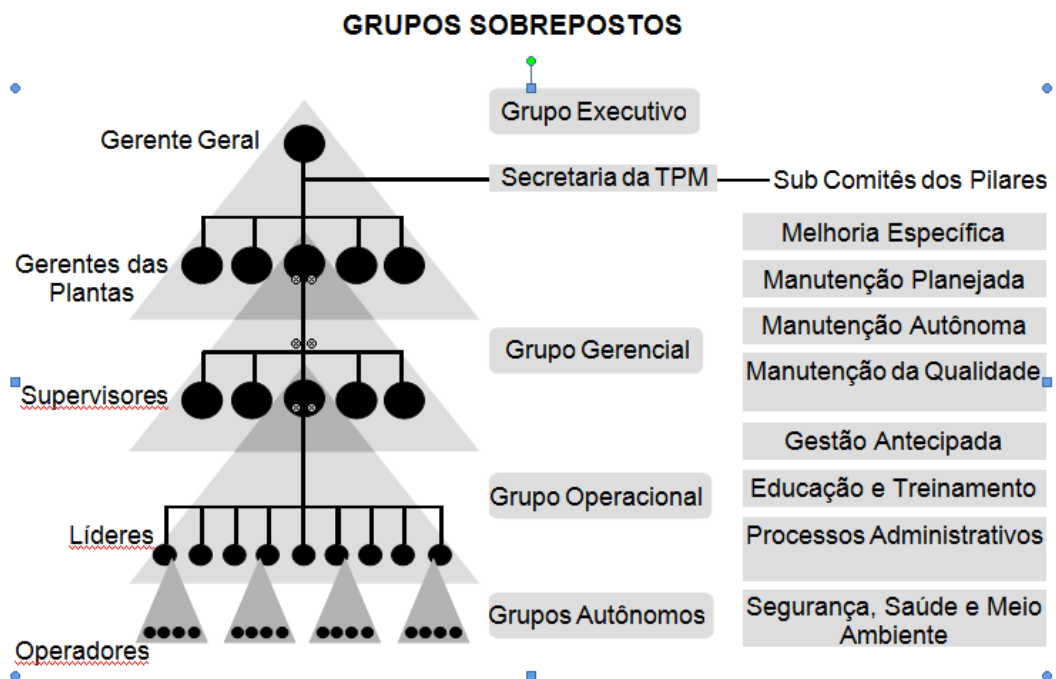 GRUPOS SOBREPOSTOS
Grupo Executivo
Gerente Geral
Secretaria da TPM
Sub Comitês dos Pilares
Melhoria Específica
Gerentes das
Plantas
Manutenção Planejada
Manutenção Autônoma
Grupo Gerencial
Manutenção da Qualidade
Supervisores
Gestão Antecipada
Grupo Operacional
Educação e Treinamento
Líderes
Processos Administrativos
Grupos Autônomos
Segurança, Saúde e Meio
Ambiente
Operadores